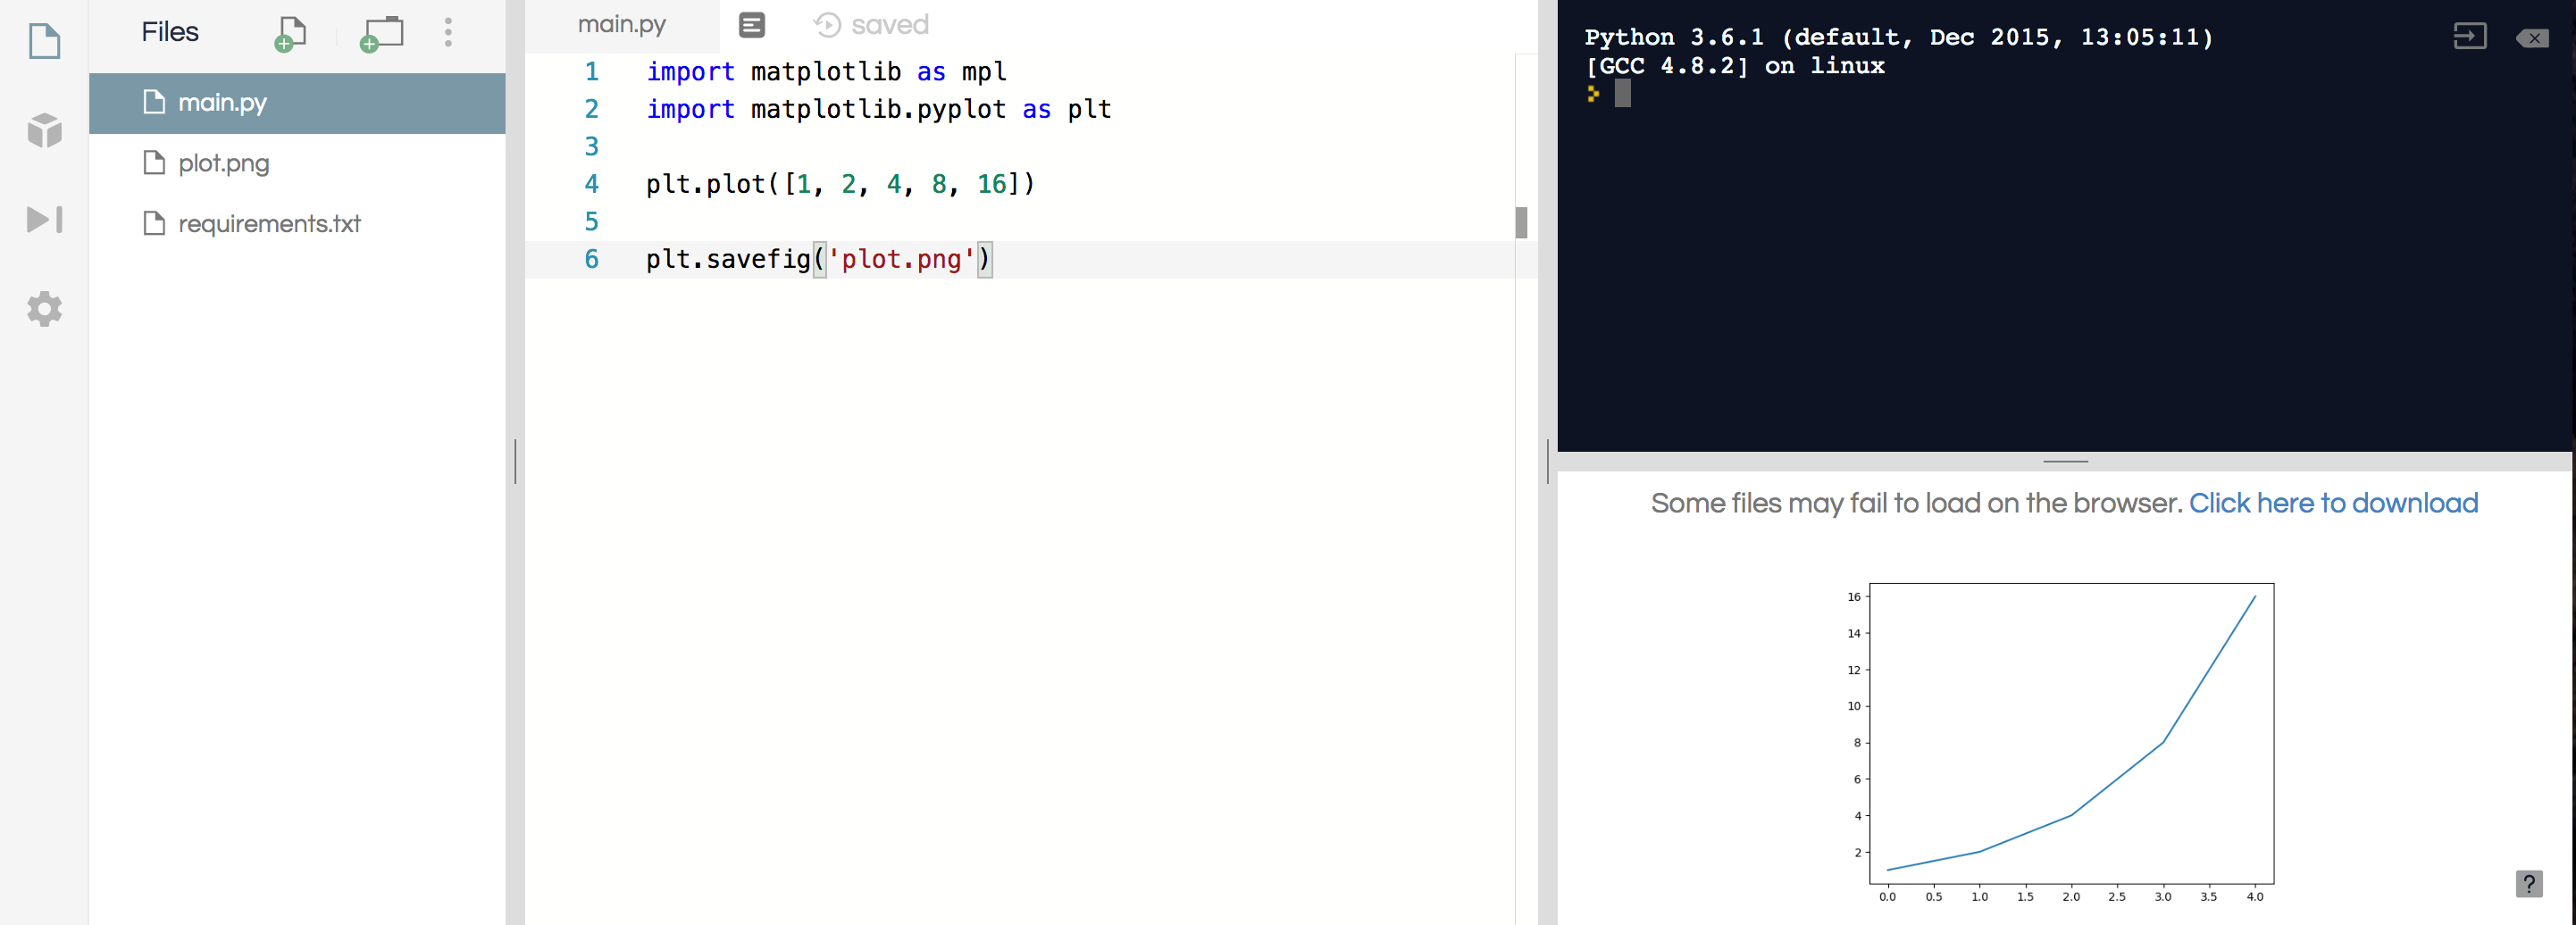 Files
main.py
plot.png
requirements.txt
main.py
saved
1 import matplotlib as mpl
2 import matplotlib.pyplot as plt
3
4 plt.plot([1, 2, 4, 8, 16])
5
6 plt.savefig('plot.png')
Python 3.6.1 (default, Dec 2015, 13:05:11)
[GCC 4.8.2] on linux
Some files may fail to load on the browser. Click here to download
16
14
12
10
8
6
4
2
0.0 0.5 1.0 1.5 2.0 2.5 3.0 3.5 4.0
?